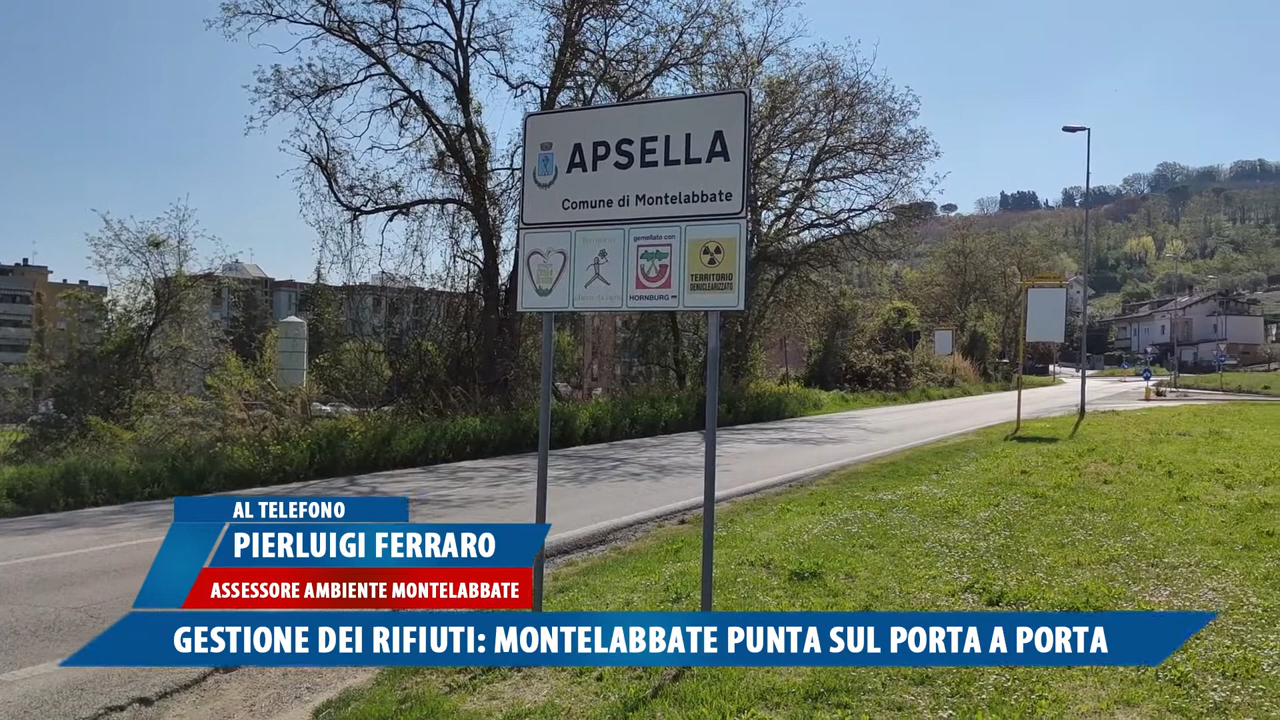 APSELLA
Comune di Montelabbate
gemellato con
HORNBURG
TERRITORIO
DENUCLEARIZZATO
AL TELEFONO
PIERLUIGI FERRARO
ASSESSORE AMBIENTE MONTELABBATE
GESTIONE DEI RIFIUTI: MONTELABBATE PUNTA SUL PORTA A PORTA